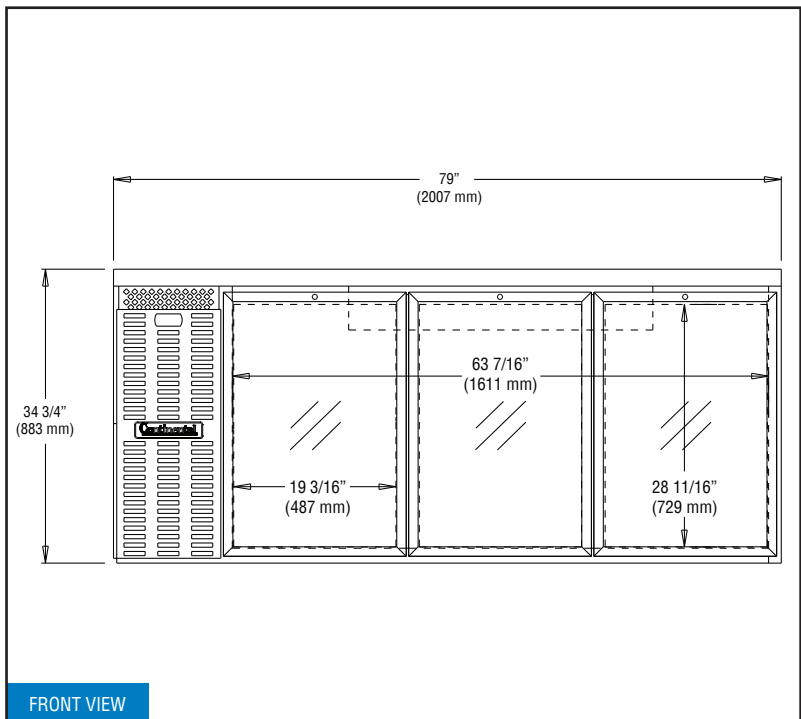 79”
(2007 mm)
63 7/16”
(1611 mm)
34 3/4”
(883 mm)
Continental
19 3/16”
(487 mm)
28 11/16”
(729 mm)
FRONT VIEW